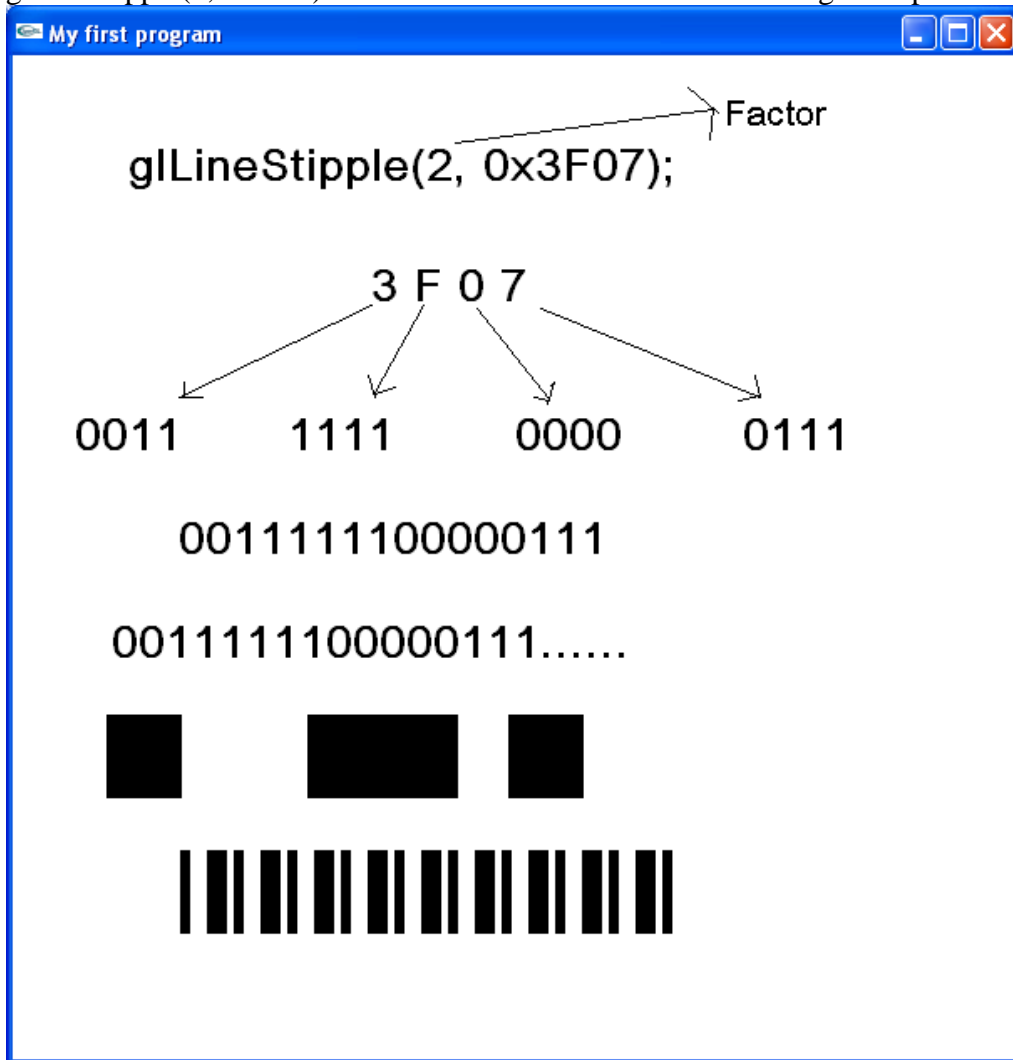 My first program
Factor
glLineStipple(2, 0x3F07);
3 F 0 7
0011 1111 0000 0111
0011111100000111
0011111100000111......